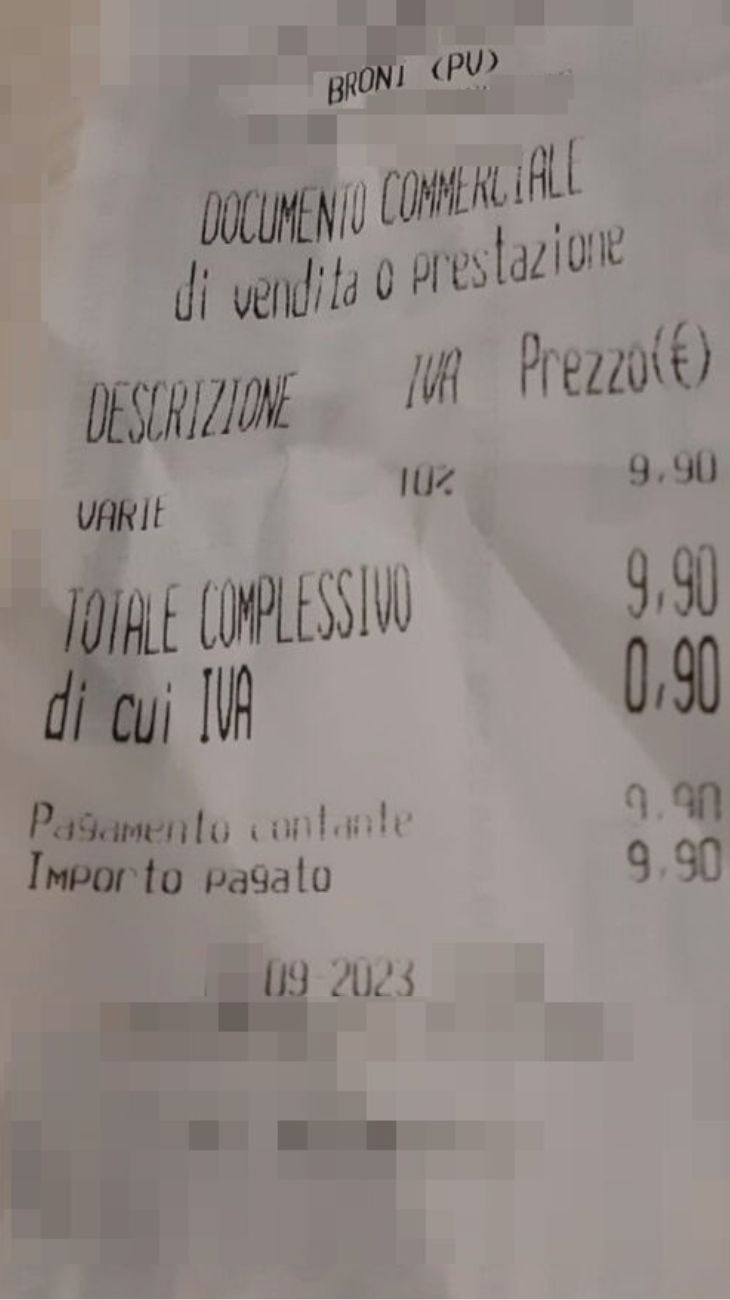 BRONI (PV)
DOCUMENTO COMMERCIALE
di vendita o prestazione
DESCRIZIONE IVA Prezzo(€)
VARIE 10% 9.90
TOTALE COMPLESSIVO 9,90
di cui IVA 0,90
Pagamento contante 9.90
Importo pagato 9.90
09-2023